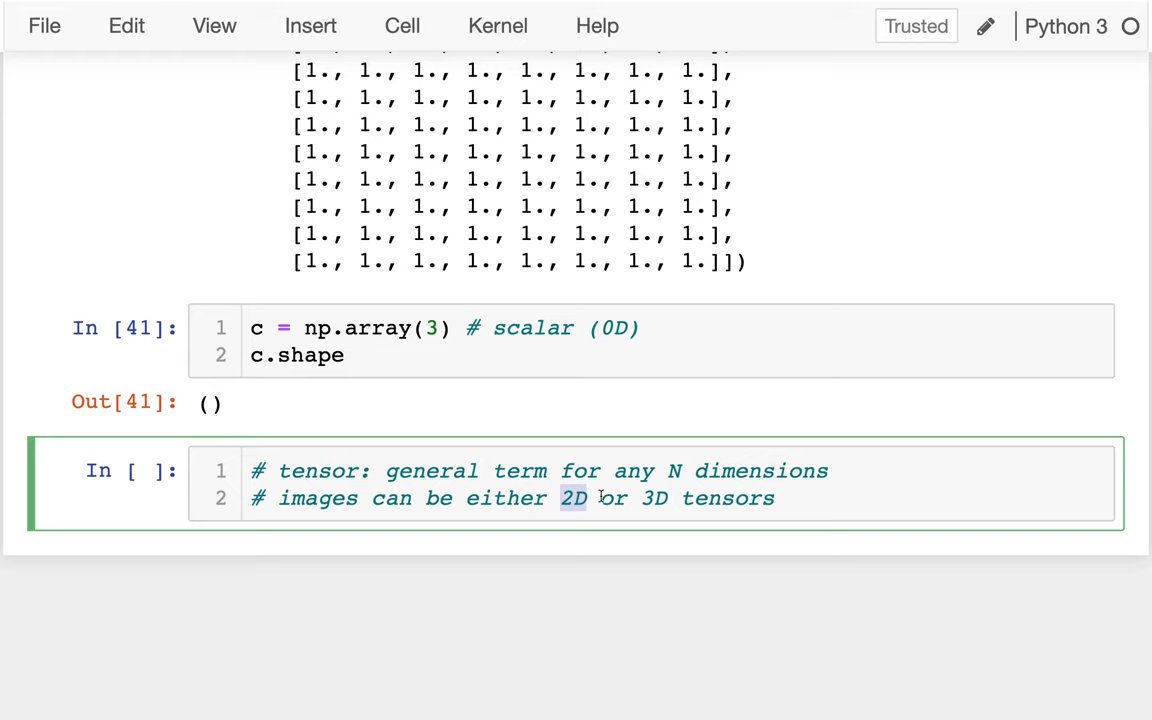 File Edit View Insert Cell Kernel Help Trusted Python 3
[1., 1., 1., 1., 1., 1., 1., 1.],
[1., 1., 1., 1., 1., 1., 1., 1.],
[1., 1., 1., 1., 1., 1., 1., 1.],
[1., 1., 1., 1., 1., 1., 1., 1.],
[1., 1., 1., 1., 1., 1., 1., 1.],
[1., 1., 1., 1., 1., 1., 1., 1.],
[1., 1., 1., 1., 1., 1., 1., 1.],
[1., 1., 1., 1., 1., 1., 1., 1.]])
In [41]: 1 c = np.array(3) # scalar (0D)
2 c.shape
Out[41]: ()
In [ ]: 1 # tensor: general term for any N dimensions
2 # images can be either 2D or 3D tensors